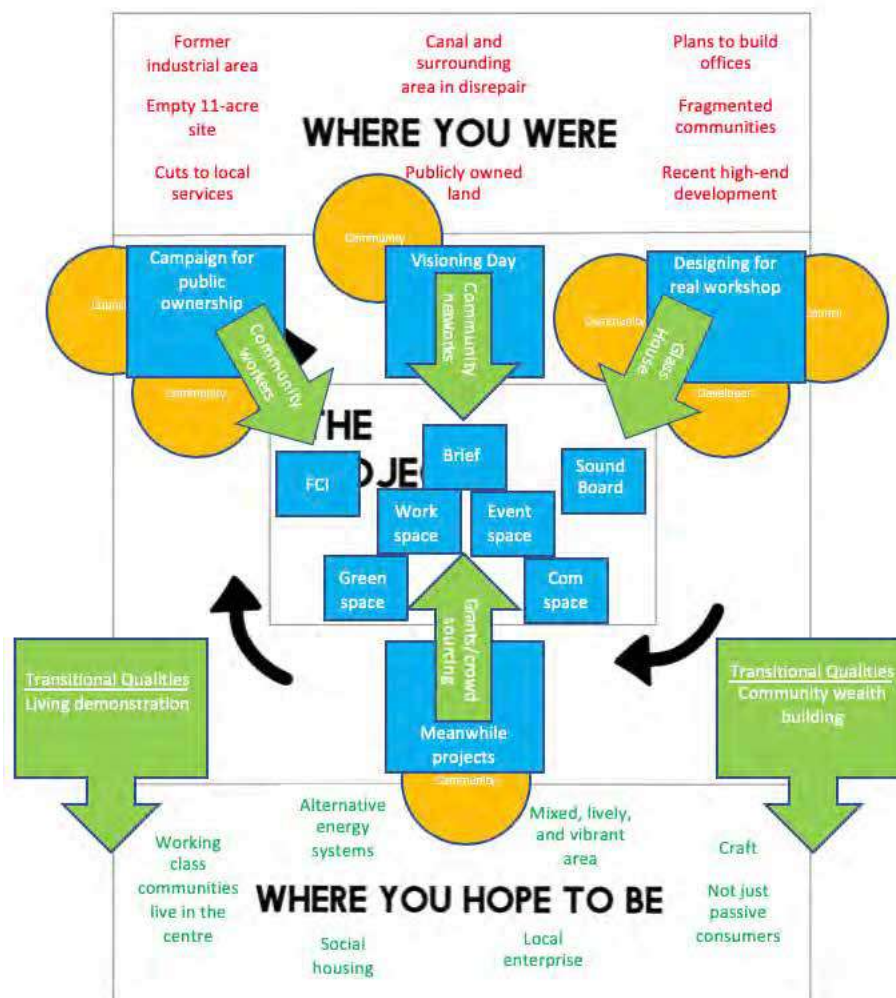 Former
industrial area
Canal and
surrounding
area in disrepair
Plans to build
offices
Empty 11-acre
site
Fragmented
communities
WHERE YOU WERE
Cuts to local
services
Publicly owned
land
Recent high-end
development
Community
Campaign for
public
ownership
Visioning Day
Designing for
real workshop
Community
workers
Community
networks
Glass
House
Community
Community
Developer
THE
FCI
Brief
Sound
Board
Work
space
Event
space
Green
space
Com
space
Grants/crowd
sourcing
Transitional Qualities
Living demonstration
Transitional Qualities
Community wealth
building
Meanwhile
projects
Community
Alternative
energy
systems
Mixed, lively,
and vibrant
area
Working
class
communities
live in the
centre
Craft
Not just
passive
consumers
WHERE YOU HOPE TO BE
Social
housing
Local
enterprise